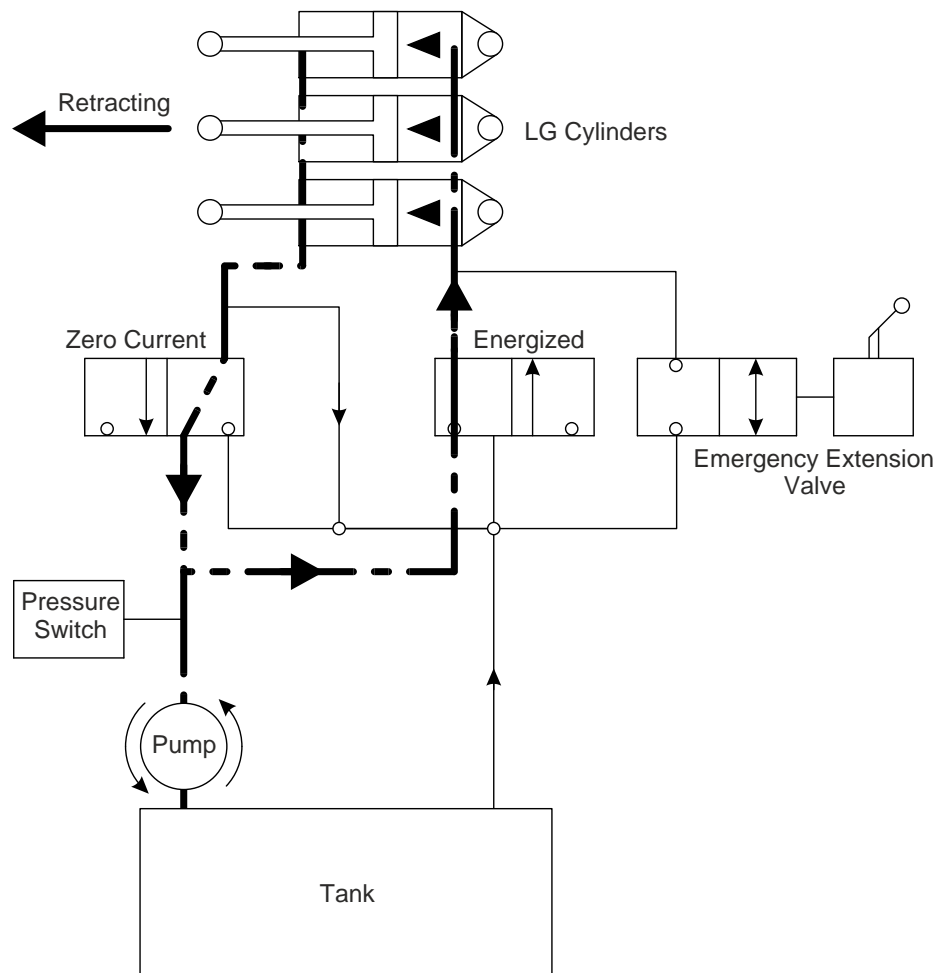 Retracting
LG Cylinders
Zero Current
Energized
Emergency Extension
Valve
Pressure
Switch
Pump
Tank